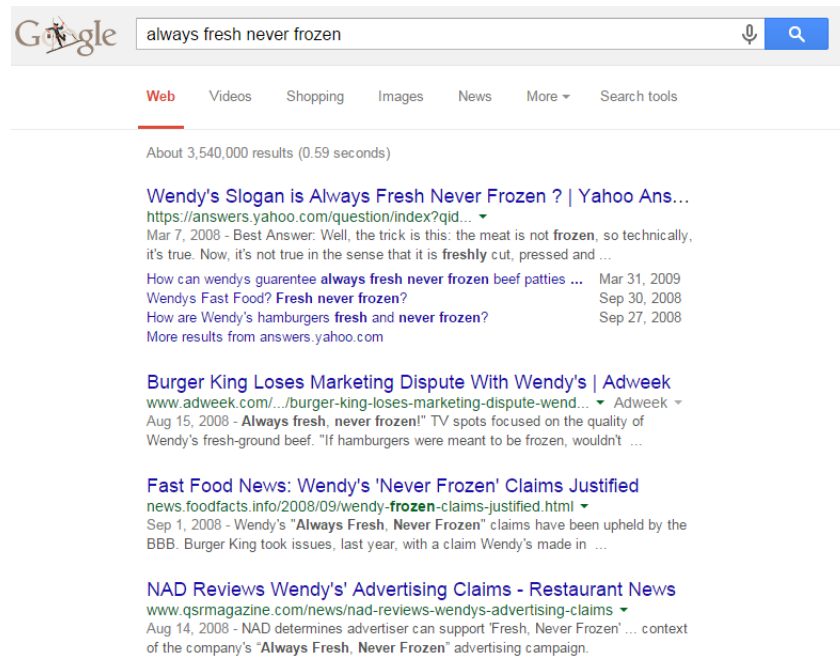 Google
always fresh never frozen
Web Videos Shopping Images News More Search tools
About 3,540,000 results (0.59 seconds)
Wendy's Slogan is Always Fresh Never Frozen ? | Yahoo Ans...
https://answers.yahoo.com/question/index?qid...
Mar 7, 2008 - Best Answer: Well, the trick is this: the meat is not frozen, so technically,
it's true. Now, it's not true in the sense that it is freshly cut, pressed and ...
How can wendys guarentee always fresh never frozen beef patties ... Mar 31, 2009
Wendys Fast Food? Fresh never frozen? Sep 30, 2008
How are Wendy's hamburgers fresh and never frozen? Sep 27, 2008
More results from answers.yahoo.com
Burger King Loses Marketing Dispute With Wendy's | Adweek
www.adweek.com/.../burger-king-loses-marketing-dispute-wend... Adweek
Aug 15, 2008 - Always fresh, never frozen!" TV spots focused on the quality of
Wendy's fresh-ground beef. "If hamburgers were meant to be frozen, wouldn't ...
Fast Food News: Wendy's 'Never Frozen' Claims Justified
news.foodfacts.info/2008/09/wendy-frozen-claims-justified.html
Sep 1, 2008 - Wendy's "Always Fresh, Never Frozen" claims have been upheld by the
BBB. Burger King took issues, last year, with a claim Wendy's made in ...
NAD Reviews Wendy's' Advertising Claims - Restaurant News
www.qsrmagazine.com/news/nad-reviews-wendys-advertising-claims
Aug 14, 2008 - NAD determines advertiser can support 'Fresh, Never Frozen' ... context
of the company's “Always Fresh, Never Frozen” advertising campaign.